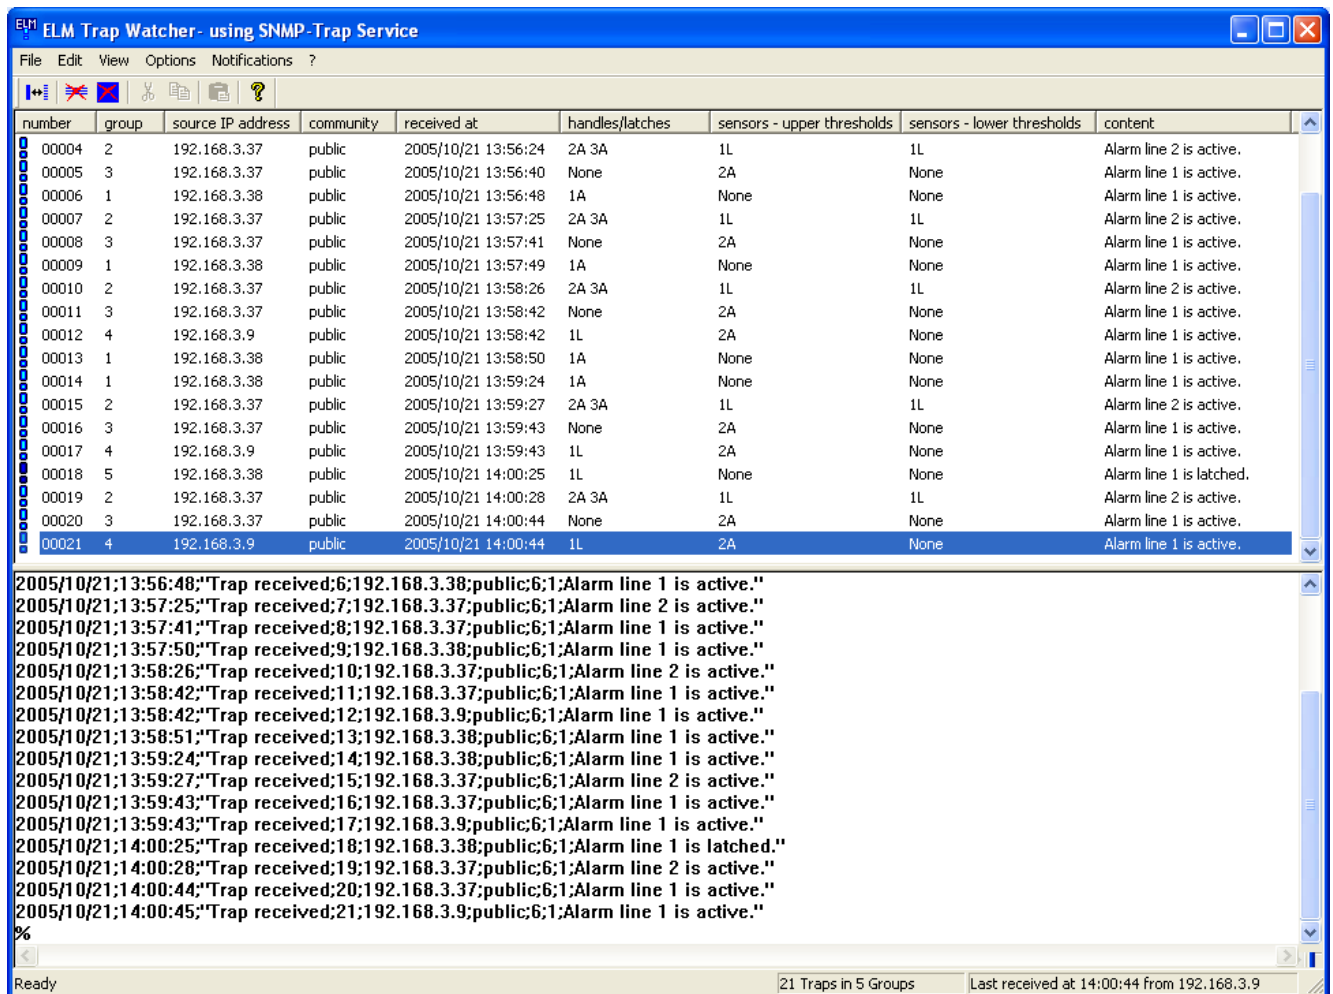 ELM ELM Trap Watcher- using SNMP-Trap Service
File Edit View Options Notifications ?
number group source IP address community received at handles/latches sensors - upper thresholds sensors - lower thresholds content
00004 2 192.168.3.37 public 2005/10/21 13:56:24 2A 3A 1L 1L Alarm line 2 is active.
00005 3 192.168.3.37 public 2005/10/21 13:56:40 None 2A None Alarm line 1 is active.
00006 1 192.168.3.38 public 2005/10/21 13:56:48 1A None None Alarm line 1 is active.
00007 2 192.168.3.37 public 2005/10/21 13:57:25 2A 3A 1L 1L Alarm line 2 is active.
00008 3 192.168.3.37 public 2005/10/21 13:57:41 None 2A None Alarm line 1 is active.
00009 1 192.168.3.38 public 2005/10/21 13:57:49 1A None None Alarm line 1 is active.
00010 2 192.168.3.37 public 2005/10/21 13:58:26 2A 3A 1L 1L Alarm line 2 is active.
00011 3 192.168.3.37 public 2005/10/21 13:58:42 None 2A None Alarm line 1 is active.
00012 4 192.168.3.9 public 2005/10/21 13:58:42 1L 2A None Alarm line 1 is active.
00013 1 192.168.3.38 public 2005/10/21 13:58:50 1A None None Alarm line 1 is active.
00014 1 192.168.3.38 public 2005/10/21 13:59:24 1A None None Alarm line 1 is active.
00015 2 192.168.3.37 public 2005/10/21 13:59:27 2A 3A 1L 1L Alarm line 2 is active.
00016 3 192.168.3.37 public 2005/10/21 13:59:43 None 2A None Alarm line 1 is active.
00017 4 192.168.3.9 public 2005/10/21 13:59:43 1L 2A None Alarm line 1 is active.
00018 5 192.168.3.38 public 2005/10/21 14:00:25 1L None None Alarm line 1 is latched.
00019 2 192.168.3.37 public 2005/10/21 14:00:28 2A 3A 1L 1L Alarm line 2 is active.
00020 3 192.168.3.37 public 2005/10/21 14:00:44 None 2A None Alarm line 1 is active.
00021 4 192.168.3.9 public 2005/10/21 14:00:44 1L 2A None Alarm line 1 is active.
2005/10/21;13:56:48;"Trap received;6;192.168.3.38;public;6;1;Alarm line 1 is active."
2005/10/21;13:57:25;"Trap received;7;192.168.3.37;public;6;1;Alarm line 2 is active."
2005/10/21;13:57:41;"Trap received;8;192.168.3.37;public;6;1;Alarm line 1 is active."
2005/10/21;13:57:50;"Trap received;9;192.168.3.38;public;6;1;Alarm line 1 is active."
2005/10/21;13:58:26;"Trap received;10;192.168.3.37;public;6;1;Alarm line 2 is active."
2005/10/21;13:58:42;"Trap received;11;192.168.3.37;public;6;1;Alarm line 1 is active."
2005/10/21;13:58:42;"Trap received;12;192.168.3.9;public;6;1;Alarm line 1 is active."
2005/10/21;13:58:51;"Trap received;13;192.168.3.38;public;6;1;Alarm line 1 is active."
2005/10/21;13:59:24;"Trap received;14;192.168.3.38;public;6;1;Alarm line 1 is active."
2005/10/21;13:59:27;"Trap received;15;192.168.3.37;public;6;1;Alarm line 2 is active."
2005/10/21;13:59:43;"Trap received;16;192.168.3.37;public;6;1;Alarm line 1 is active."
2005/10/21;13:59:43;"Trap received;17;192.168.3.9;public;6;1;Alarm line 1 is active."
2005/10/21;14:00:25;"Trap received;18;192.168.3.38;public;6;1;Alarm line 1 is latched."
2005/10/21;14:00:28;"Trap received;19;192.168.3.37;public;6;1;Alarm line 2 is active."
2005/10/21;14:00:44;"Trap received;20;192.168.3.37;public;6;1;Alarm line 1 is active."
2005/10/21;14:00:45;"Trap received;21;192.168.3.9;public;6;1;Alarm line 1 is active."
%
Ready 21 Traps in 5 Groups Last received at 14:00:44 from 192.168.3.9